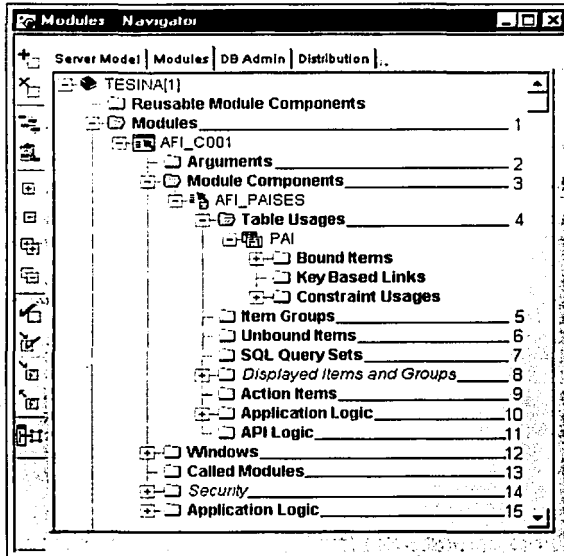 Modules Navigator
Server Model Modules DB Admin Distribution
TESINA(1)
Reusable Module Components
Modules 1
AFI_C001
Arguments 2
Module Components 3
AFI_PAISES
Table Usages 4
PAI
Bound Items
Key Based Links
Constraint Usages
Item Groups 5
Unbound Items 6
SQL Query Sets 7
Displayed Items and Groups 8
Action Items 9
Application Logic 10
API Logic 11
Windows 12
Called Modules 13
Security 14
Application Logic 15